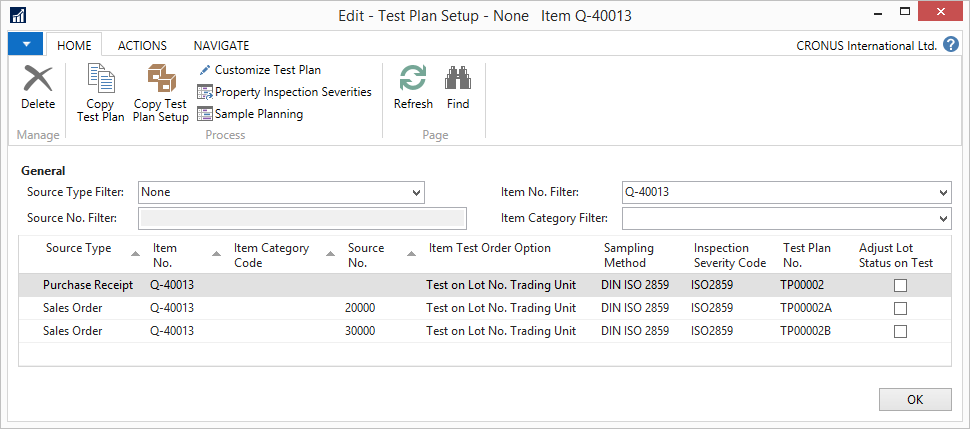 Edit - Test Plan Setup - None   Item Q-40013
HOME ACTIONS NAVIGATE CRONUS International Ltd. ?
Delete
Copy Test Plan
Copy Test Plan Setup
Customize Test Plan
Property Inspection Severities
Sample Planning
Refresh
Find
Manage Process Page
General
Source Type Filter: None Item No. Filter: Q-40013
Source No. Filter: Item Category Filter:
Source Type Item No. Item Category Code Source No. Item Test Order Option Sampling Method Inspection Severity Code Test Plan No. Adjust Lot Status on Test
Purchase Receipt Q-40013 Test on Lot No. Trading Unit DIN ISO 2859 ISO2859 TP00002
Sales Order Q-40013 20000 Test on Lot No. Trading Unit DIN ISO 2859 ISO2859 TP00002A
Sales Order Q-40013 30000 Test on Lot No. Trading Unit DIN ISO 2859 ISO2859 TP00002B
OK